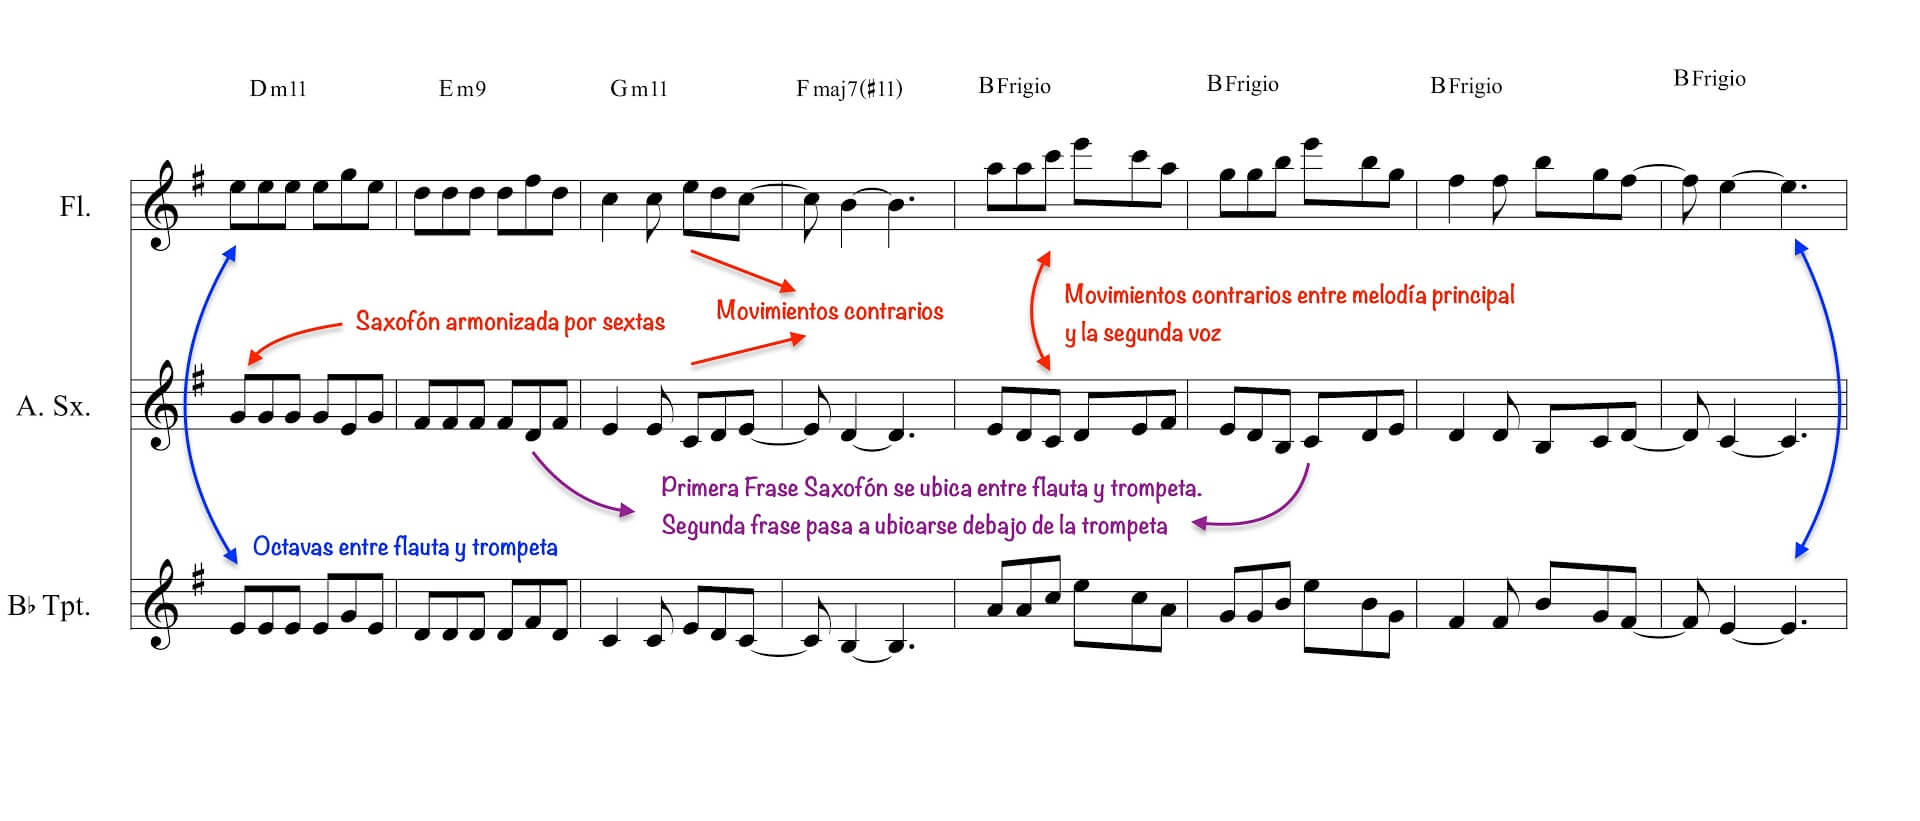 Dm11 Em9 Gm11 Fmaj7(♯11) BFrigio BFrigio BFrigio BFrigio
Fl.
Movimientos contrarios entre melodía principal
y la segunda voz
Movimientos contrarios
Saxofón armonizada por sextas
A. Sx.
Primera Frase Saxofón se ubica entre flauta y trompeta.
Segunda frase pasa a ubicarse debajo de la trompeta
Octavas entre flauta y trompeta
B♭ Tpt.